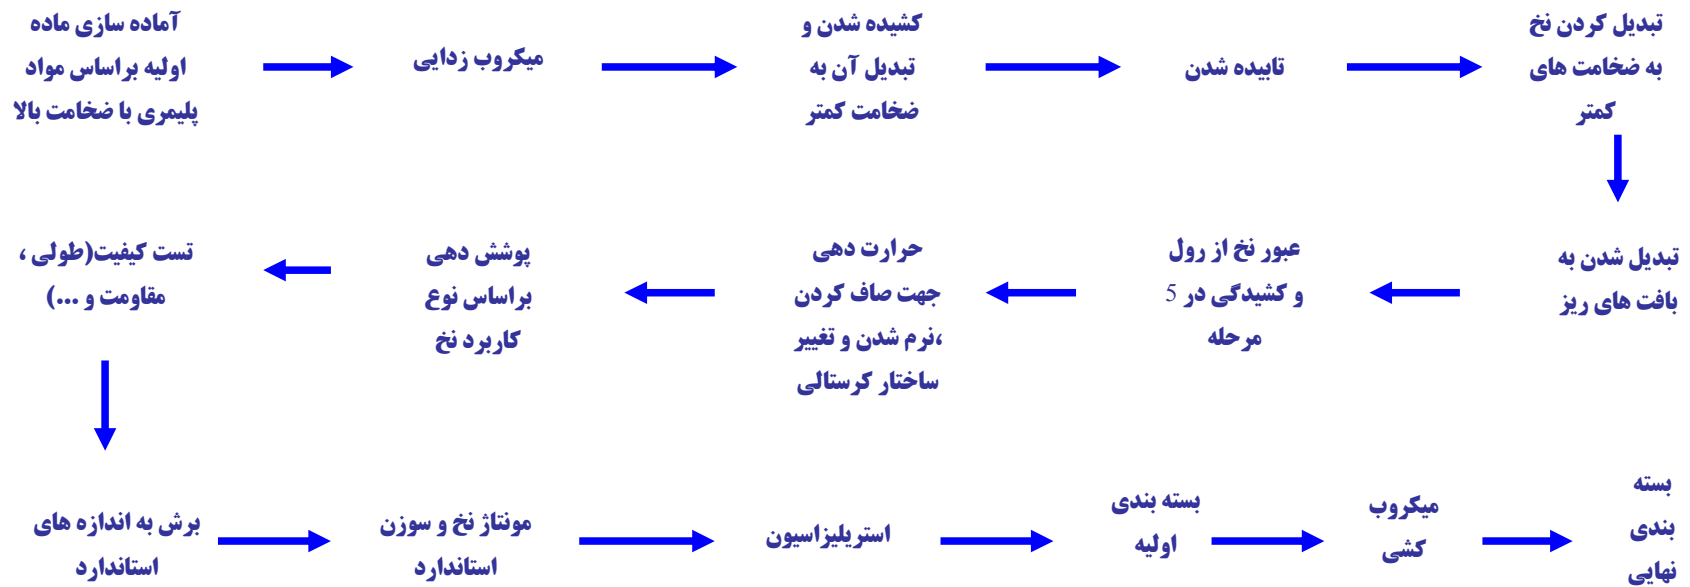 آماده سازی ماده
اولیه براساس مواد
پلیمری با ضخامت بالا
میکروب زدایی
کشیده شدن و
تبدیل آن به
ضخامت کمتر
تابیده شدن
تبدیل کردن نخ
به ضخامت های
کمتر
تبدیل شدن به
بافت های ریز
عبور نخ از رول
و کشیدگی در 5
مرحله
حرارت دهی
جهت صاف کردن
،نرم شدن و تغییر
ساختار کرستالی
پوشش دهی
براساس نوع
کاربرد نخ
تست کیفیت(طولی ،
مقاومت و ...)
برش به اندازه های
استاندارد
مونتاژ نخ و سوزن
استاندارد
استریلیزاسیون
بسته بندی
اولیه
میکروب
کشی
بسته
بندی
نهایی